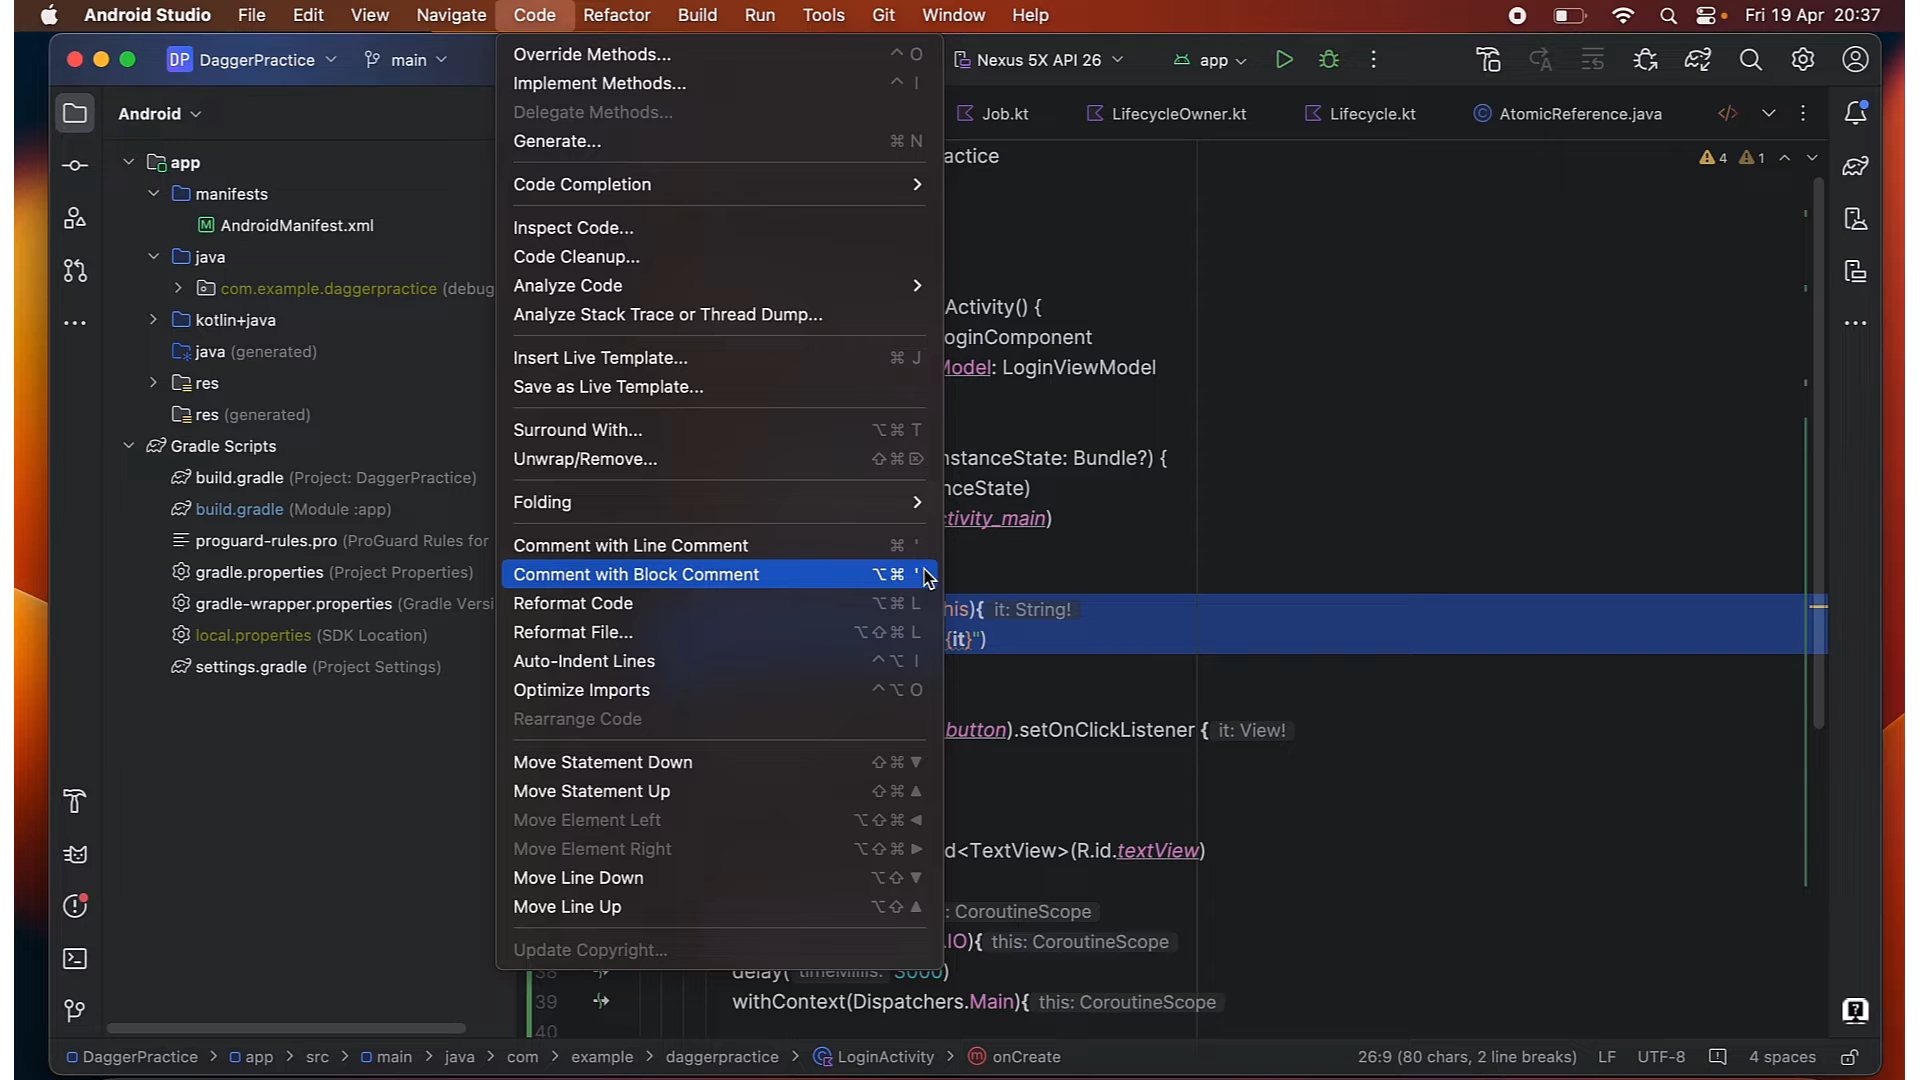 Android Studio File Edit View Navigate Code Refactor Build Run Tools Git Window Help Fri 19 Apr 20:37
DP DaggerPractice main Nexus 5X API 26 app
Android
app
manifests
AndroidManifest.xml
java
com.example.daggerpractice (debug
kotlin+java
java (generated)
res
res (generated)
Gradle Scripts
build.gradle (Project: DaggerPractice)
build.gradle (Module :app)
proguard-rules.pro (ProGuard Rules for
gradle.properties (Project Properties)
gradle-wrapper.properties (Gradle Versi
local.properties (SDK Location)
settings.gradle (Project Settings)
Override Methods... ⌃ O
Implement Methods... ⌃ I
Delegate Methods...
Generate... ⌘ N
Code Completion
Inspect Code...
Code Cleanup...
Analyze Code
Analyze Stack Trace or Thread Dump...
Insert Live Template... ⌘ J
Save as Live Template...
Surround With... ⌥⌘ T
Unwrap/Remove... ⇧⌘⌦
Folding
Comment with Line Comment ⌘ '
Comment with Block Comment ⌥⌘ '
Reformat Code ⌥⌘ L
Reformat File... ⌥⇧⌘ L
Auto-Indent Lines ⌃⌥ I
Optimize Imports ⌃⌥ O
Rearrange Code
Move Statement Down ⇧⌘▼
Move Statement Up ⇧⌘▲
Move Element Left ⌥⇧⌘◀
Move Element Right ⌥⇧⌘▶
Move Line Down ⌥⇧▼
Move Line Up ⌥⇧▲
Update Copyright...
Job.kt LifecycleOwner.kt Lifecycle.kt AtomicReference.java
actice 4 1
Activity() {
oginComponent
Model: LoginViewModel
nstanceState: Bundle?) {
nceState)
ctivity_main)
his){ it: String!
{it}")
button).setOnClickListener { it: View!
d<TextView>(R.id.textView)
: CoroutineScope
.IO){ this: CoroutineScope
38 delay( timeMillis: 3000)
39 withContext(Dispatchers.Main){ this: CoroutineScope
40
DaggerPractice > app > src > main > java > com > example > daggerpractice > LoginActivity > onCreate 26:9 (80 chars, 2 line breaks) LF UTF-8 4 spaces